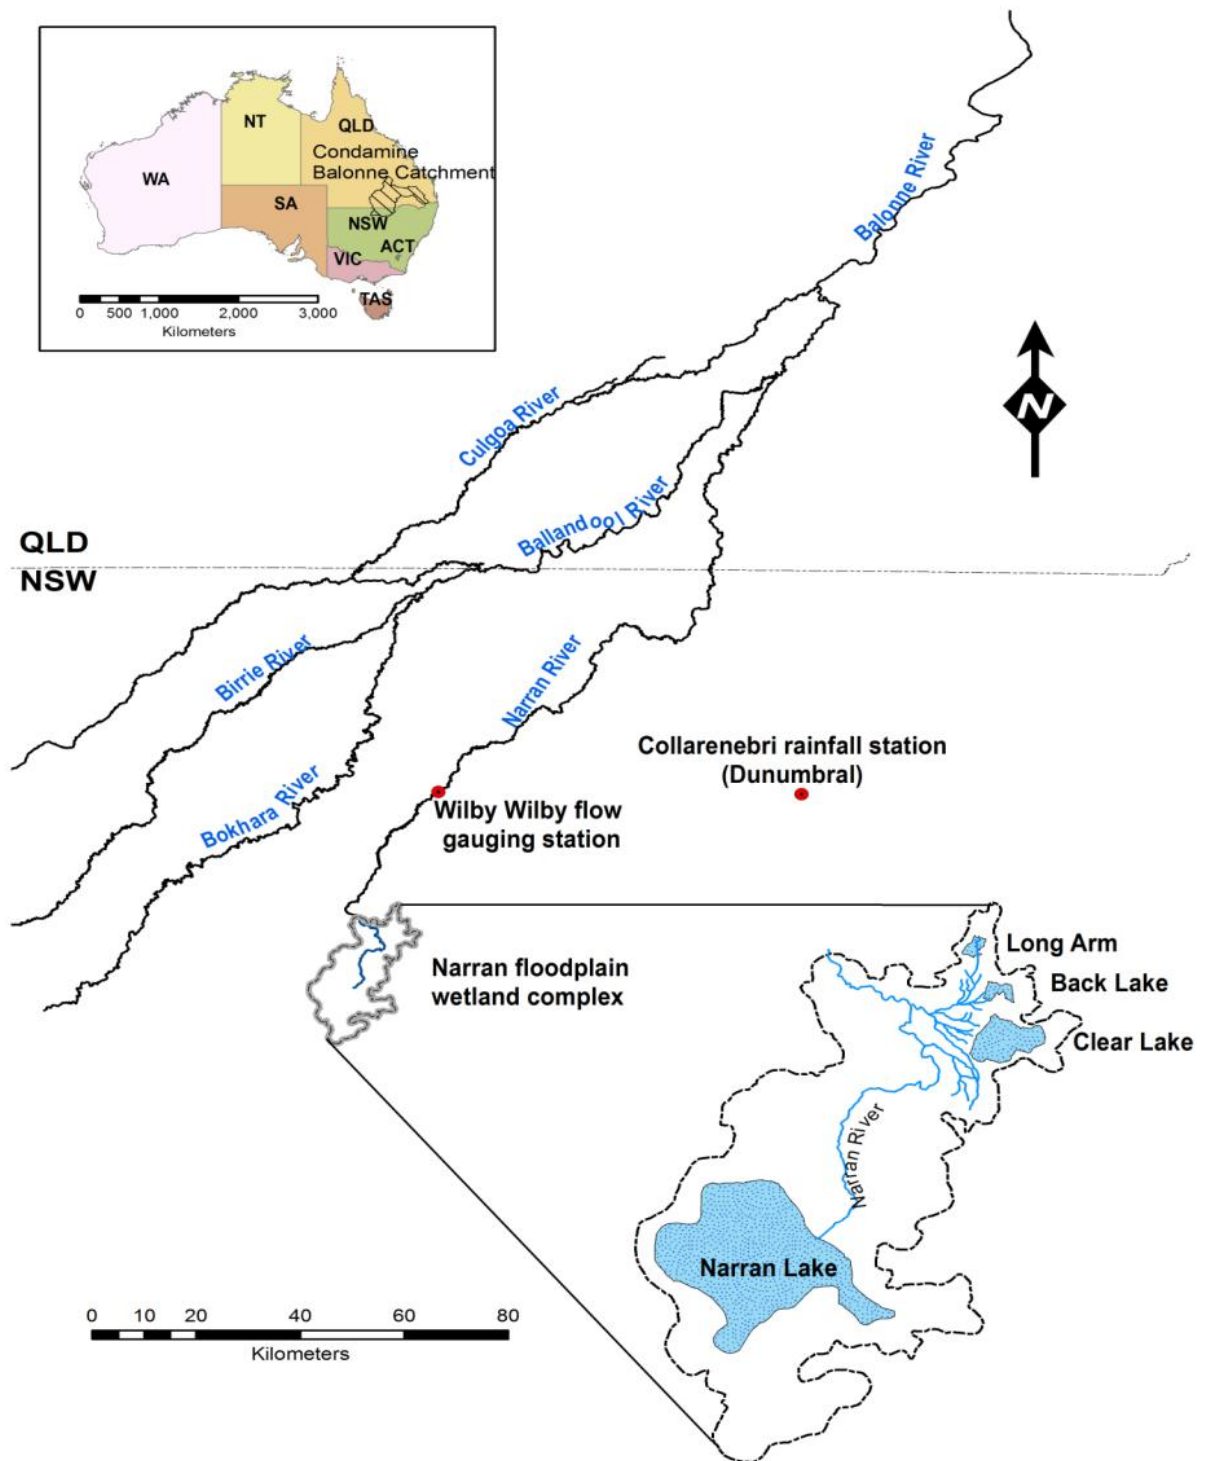 NT
QLD
Condamine
Balonne Catchment
WA
SA
NSW
ACT
VIC
TAS
0 500 1,000 2,000 3,000
Kilometers
Balonne River
N
Culgoa River
Ballandool River
QLD
NSW
Birrie River
Narran River
Collarenebri rainfall station
(Dunumbral)
Bokhara River
Wilby Wilby flow
gauging station
Narran floodplain
wetland complex
Long Arm
Back Lake
Clear Lake
Narran River
Narran Lake
0 10 20 40 60 80
Kilometers